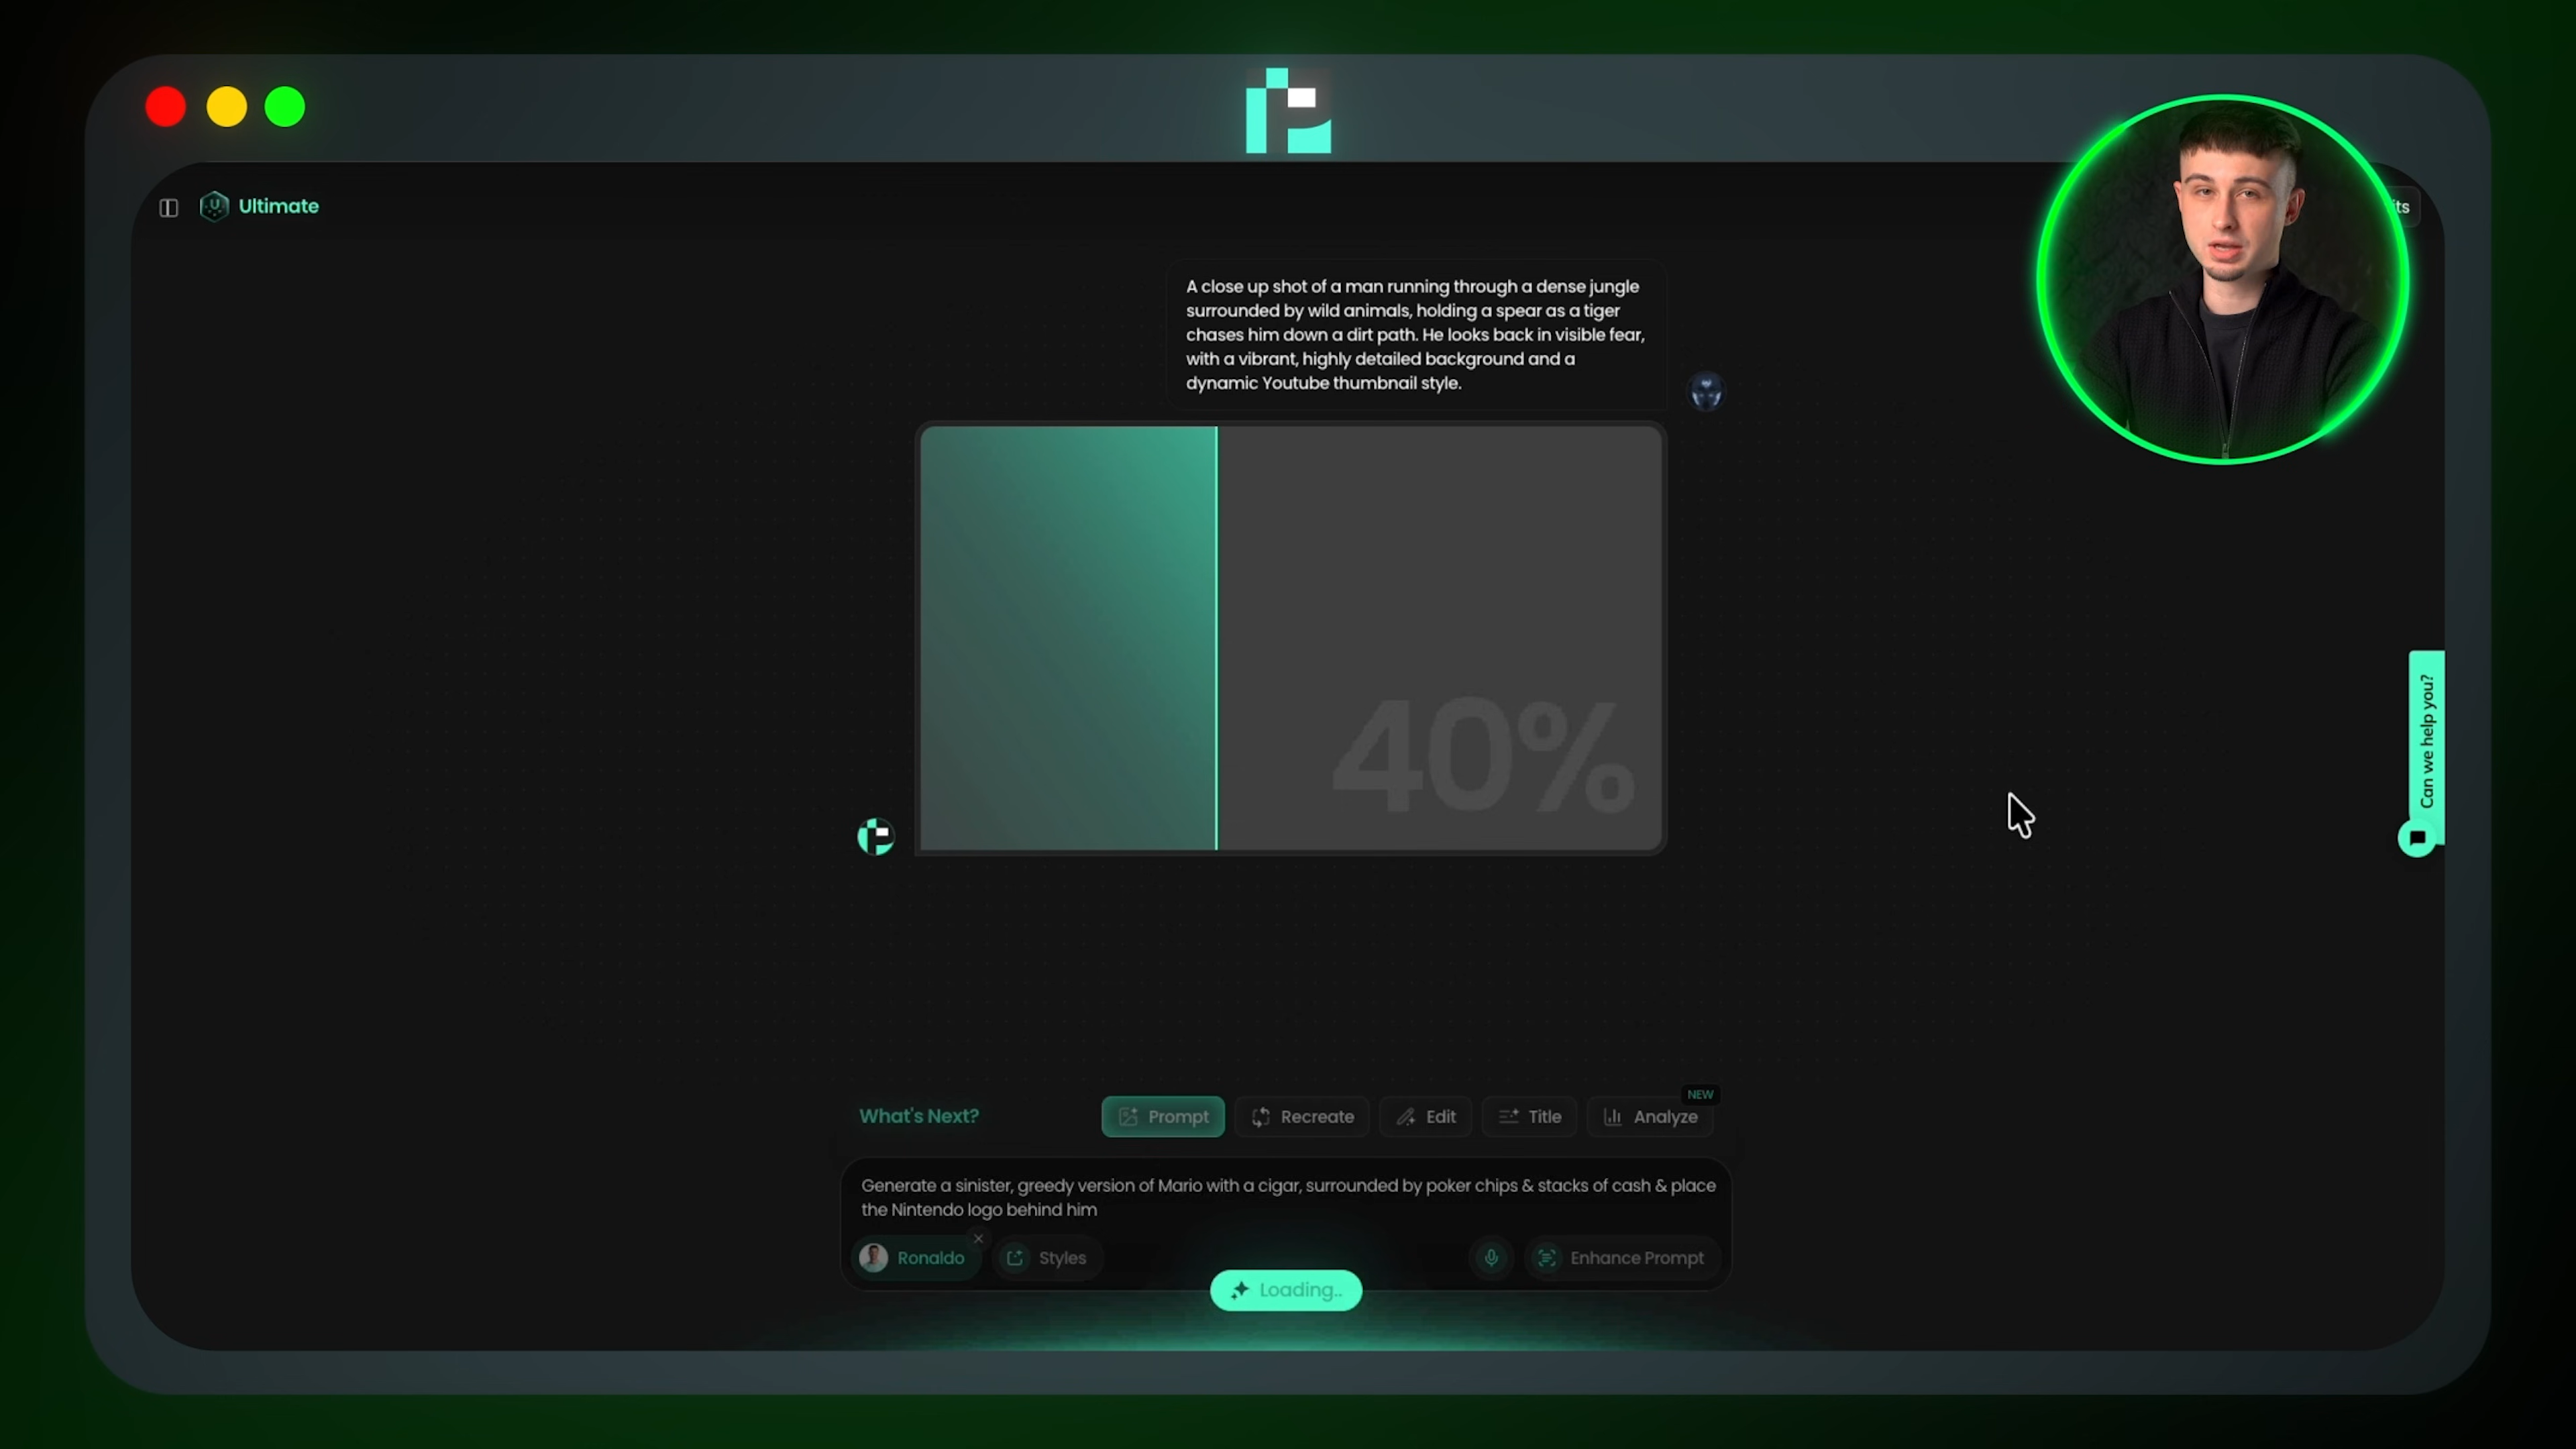 Ultimate
ts
A close up shot of a man running through a dense jungle
surrounded by wild animals, holding a spear as a tiger
chases him down a dirt path. He looks back in visible fear,
with a vibrant, highly detailed background and a
dynamic Youtube thumbnail style.
40%
Can we help you?
NEW
What's Next?
Prompt
Recreate
Edit
Title
Analyze
Generate a sinister, greedy version of Mario with a cigar, surrounded by poker chips & stacks of cash & place
the Nintendo logo behind him
Ronaldo
Styles
Enhance Prompt
Loading..